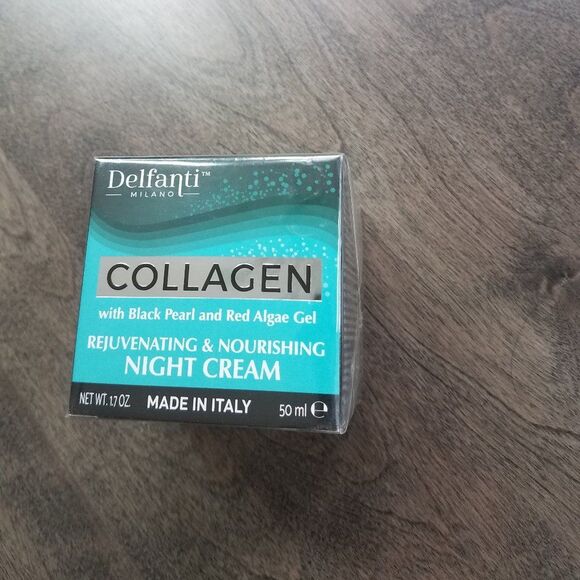 Delfanti™
MILANO
COLLAGEN
with Black Pearl and Red Algae Gel
REJUVENATING & NOURISHING
NIGHT CREAM
NET WT. 1.7 OZ. MADE IN ITALY 50 ml ℮